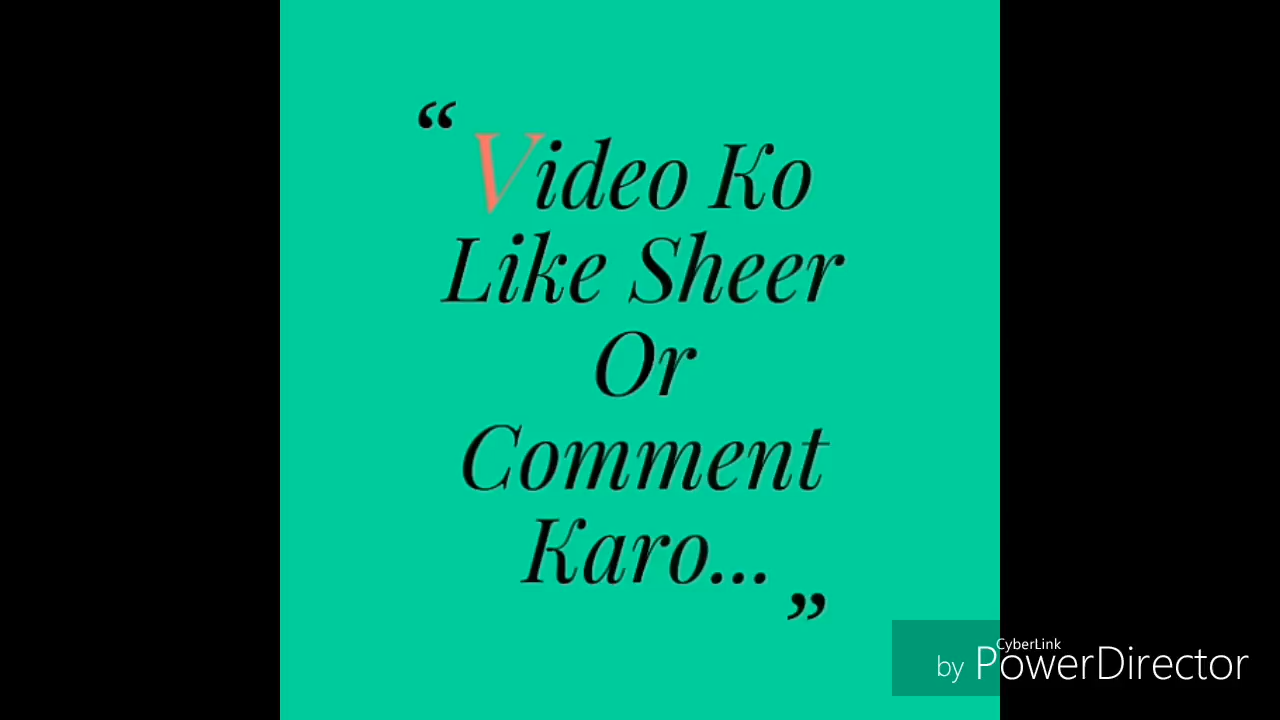 “
Video Ko
Like Sheer
Or
Comment
Karo...
”
CyberLink
by PowerDirector